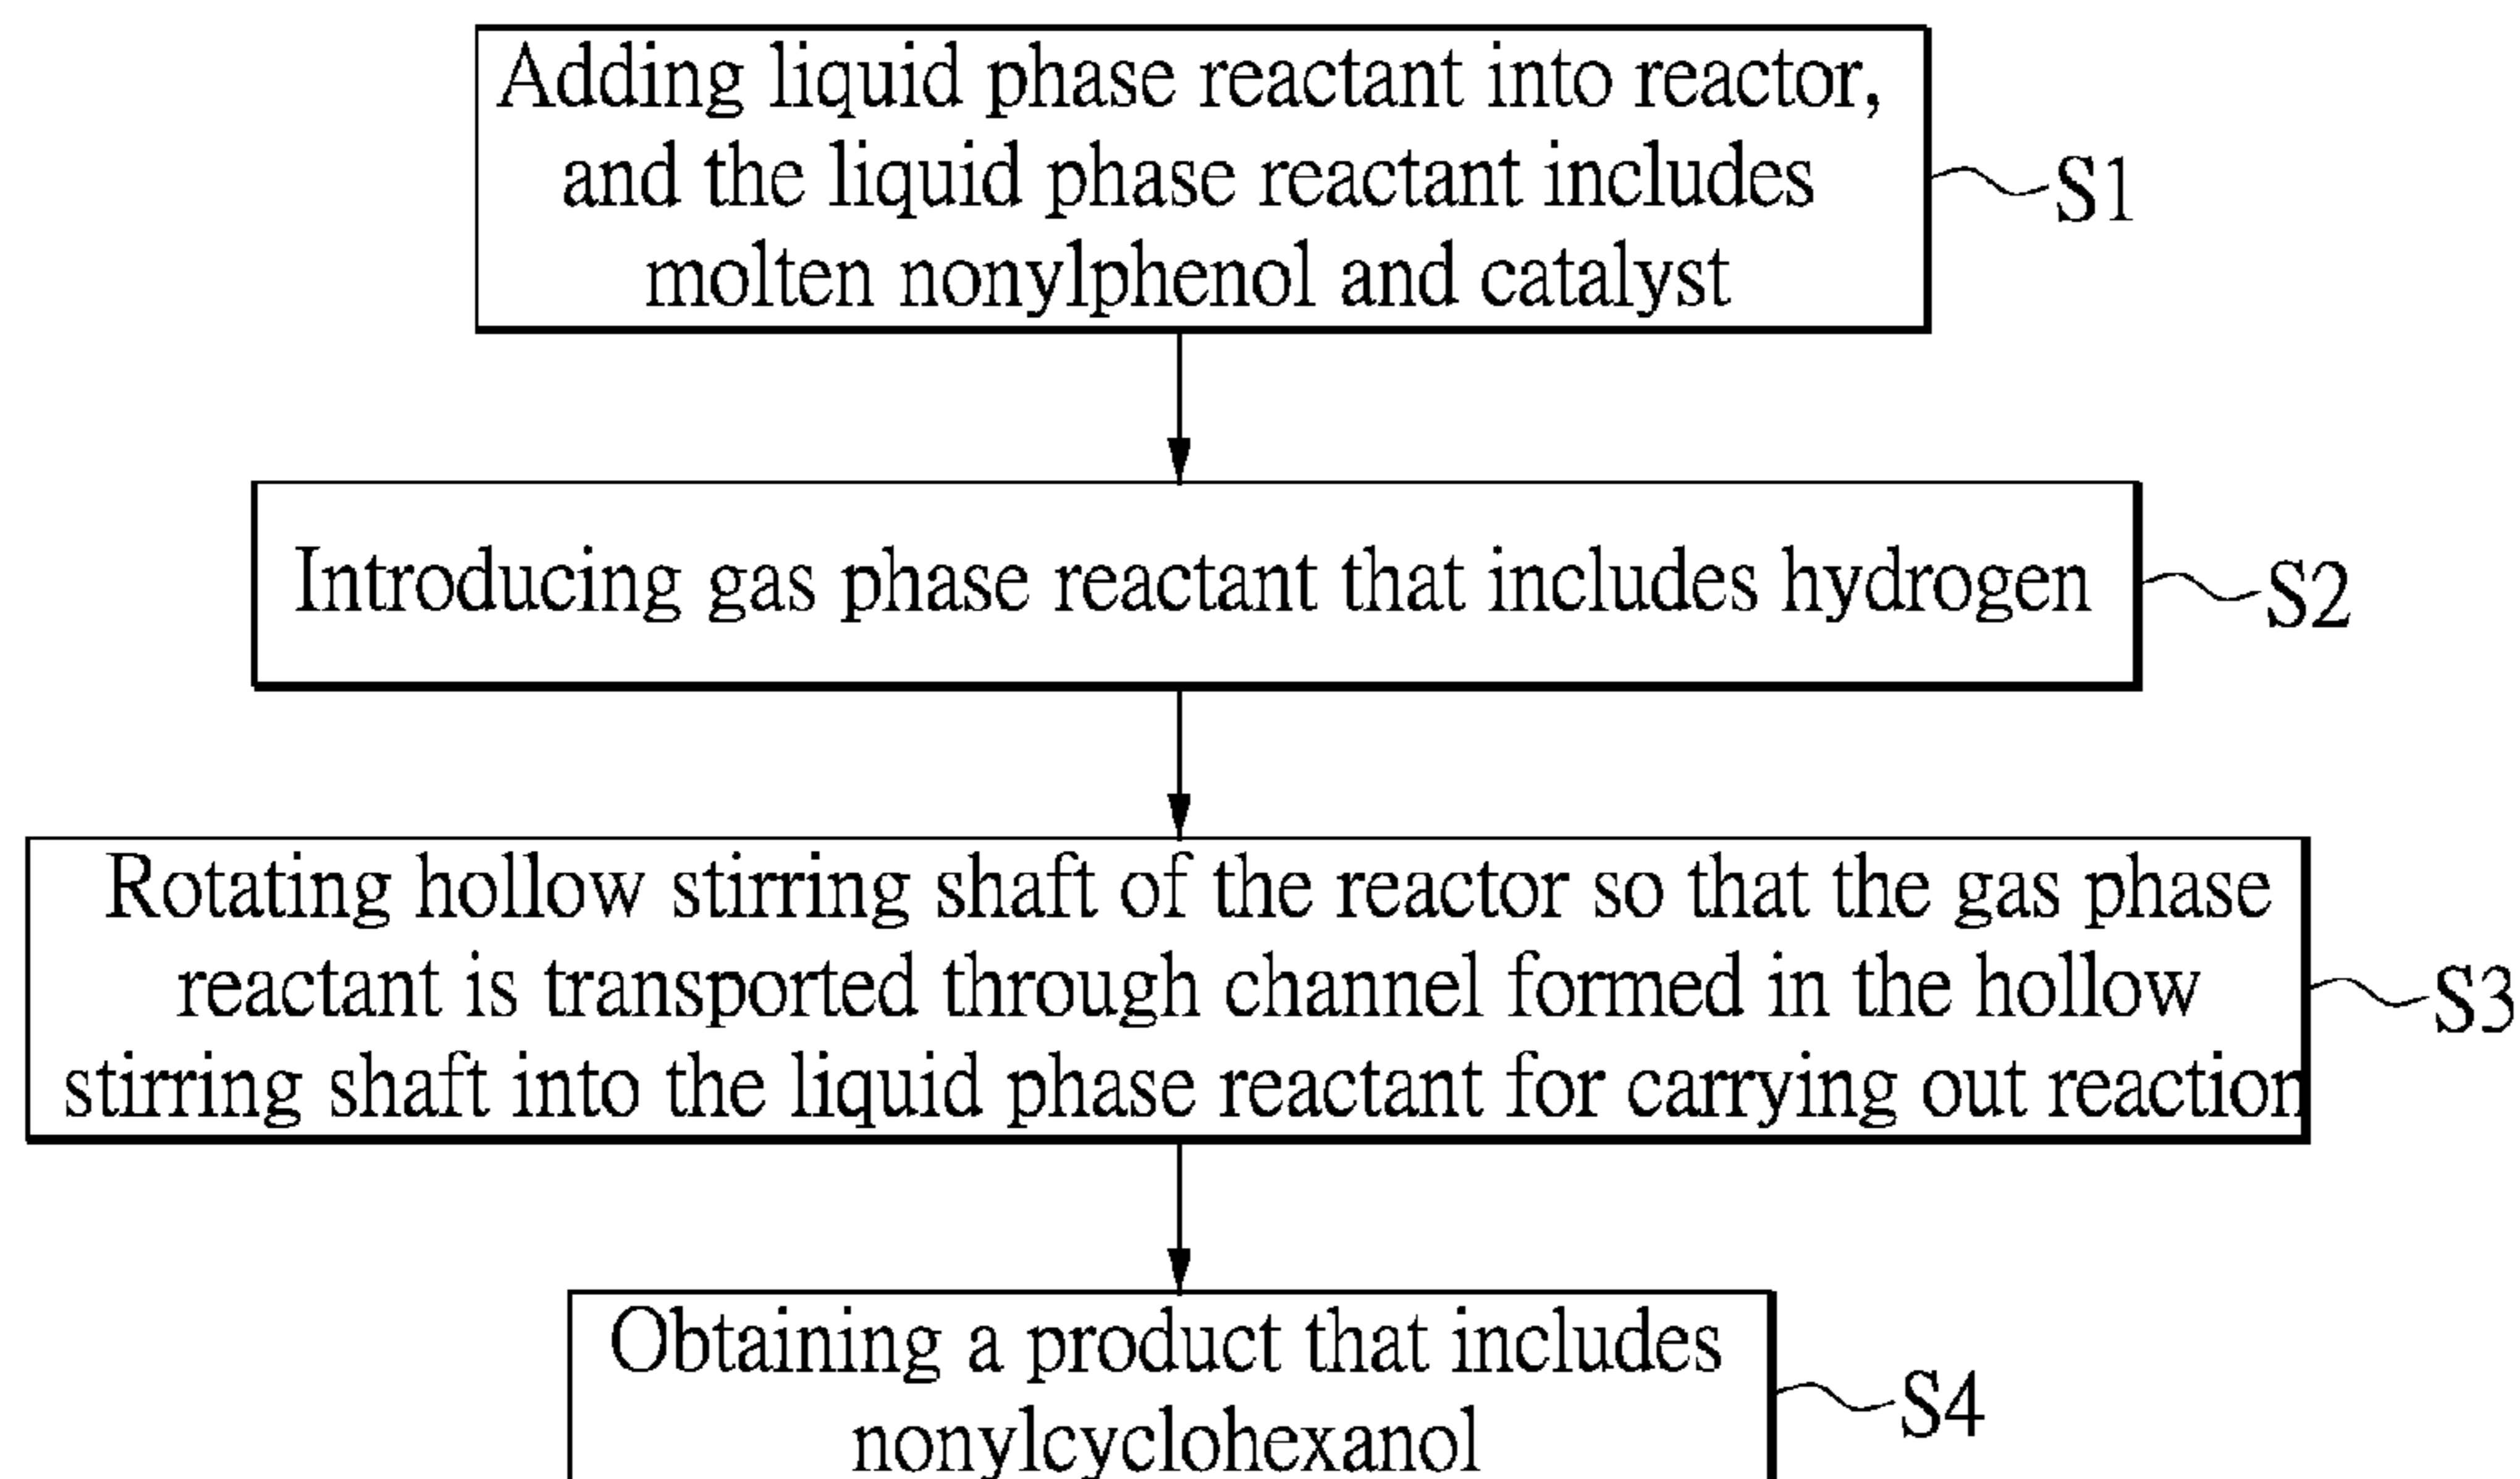 Adding liquid phase reactant into reactor,
and the liquid phase reactant includes
molten nonylphenol and catalyst
S1
Introducing gas phase reactant that includes hydrogen
S2
Rotating hollow stirring shaft of the reactor so that the gas phase
reactant is transported through channel formed in the hollow
stirring shaft into the liquid phase reactant for carrying out reaction
S3
Obtaining a product that includes
nonylcyclohexanol
S4